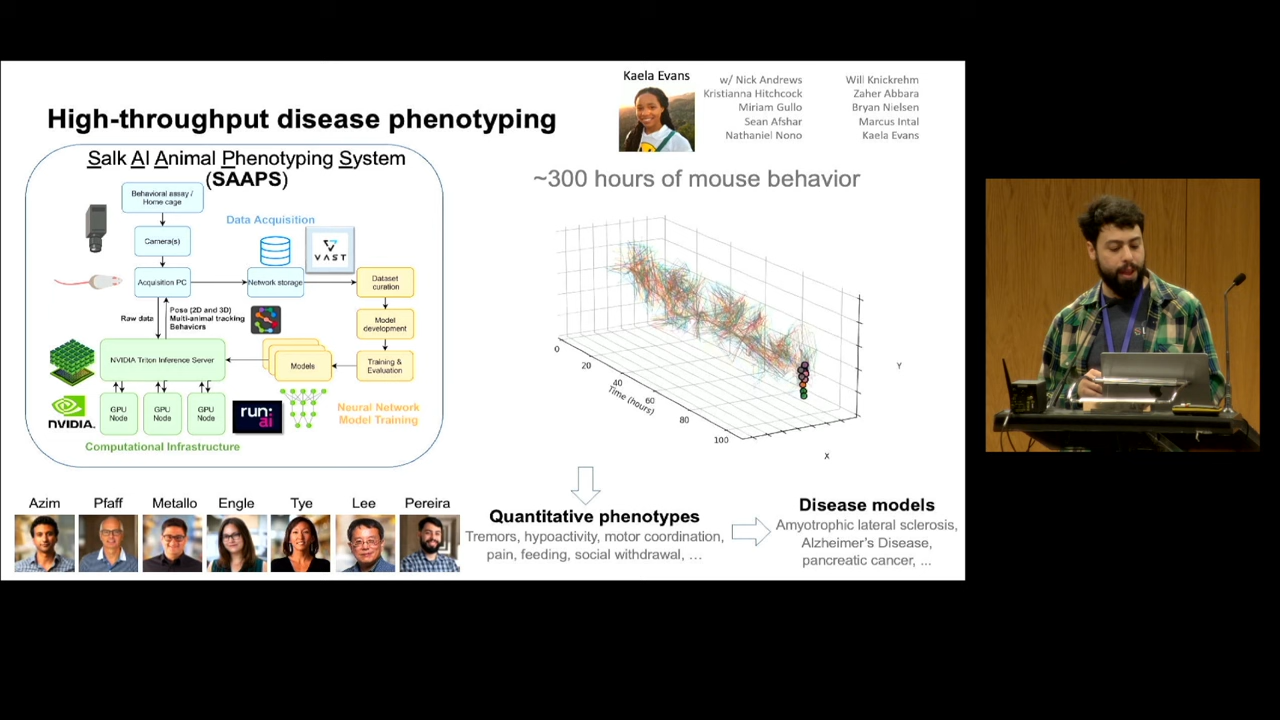 Kaela Evans
w/ Nick Andrews
Kristianna Hitchcock
Miriam Gullo
Sean Afshar
Nathaniel Nono
Will Knickrehm
Zaher Abbara
Bryan Nielsen
Marcus Intal
Kaela Evans
High-throughput disease phenotyping
Salk AI Animal Phenotyping System
(SAAPS)
Behavioral assay /
Home cage
Data Acquisition
Camera(s)
VAST
Acquisition PC
Network storage
Dataset
curation
Raw data
Pose (2D and 3D)
Multi-animal tracking
Behaviors
Model
development
NVIDIA Triton Inference Server
Models
Training &
Evaluation
GPU
Node
GPU
Node
GPU
Node
NVIDIA.
run:
ai
Neural Network
Model Training
Computational Infrastructure
~300 hours of mouse behavior
0
20
40
60
80
100
Time (hours)
X
Y
Azim
Pfaff
Metallo
Engle
Tye
Lee
Pereira
Quantitative phenotypes
Tremors, hypoactivity, motor coordination,
pain, feeding, social withdrawal, …
Disease models
Amyotrophic lateral sclerosis,
Alzheimer's Disease,
pancreatic cancer, ...